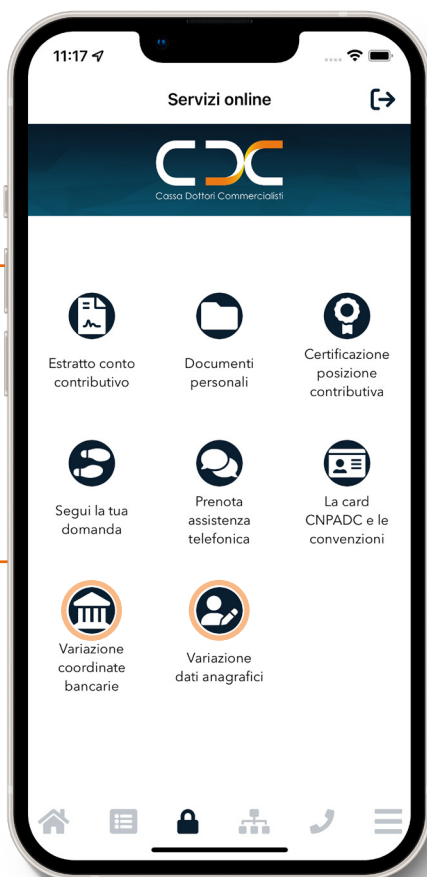 11:17
Servizi online
CDC
Cassa Dottori Commercialisti
Estratto conto
contributivo
Documenti
personali
Certificazione
posizione
contributiva
Segui la tua
domanda
Prenota
assistenza
telefonica
La card
CNPADC e le
convenzioni
Variazione
coordinate
bancarie
Variazione
dati anagrafici